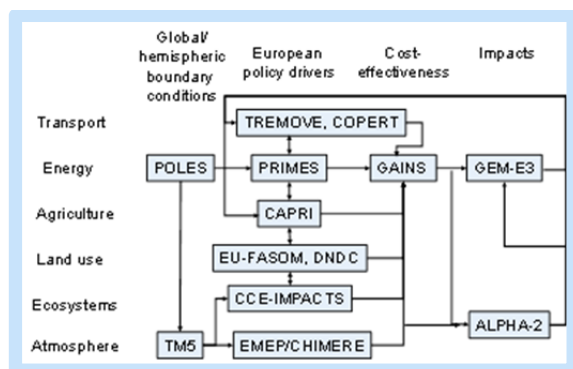 Global/
hemispheric
boundary
conditions
European
policy drivers
Cost-
effectiveness
Impacts
Transport
TREMOVE, COPERT
Energy
POLES
PRIMES
GAINS
GEM-E3
Agriculture
CAPRI
Land use
EU-FASOM, DNDC
Ecosystems
CCE-IMPACTS
Atmosphere
TM5
EMEP/CHIMERE
ALPHA-2